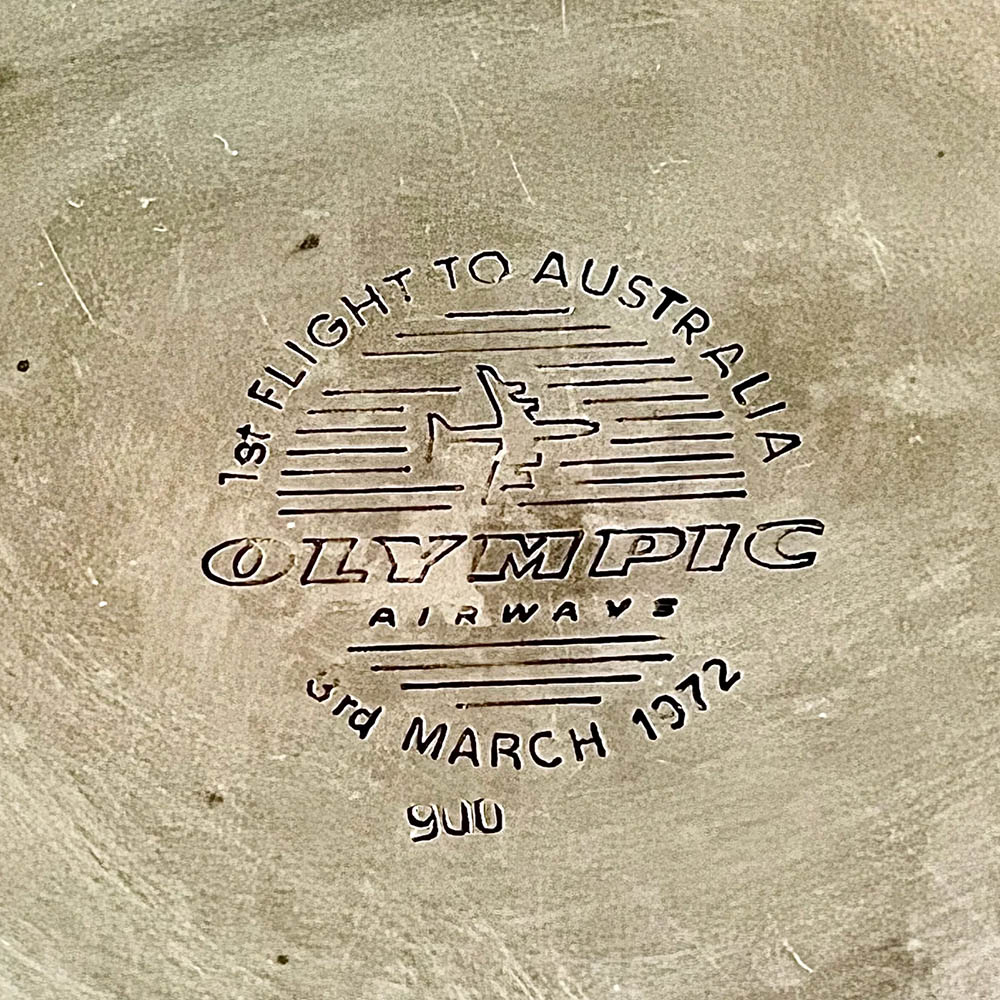 1st FLIGHT TO AUSTRALIA
OLYMPIC
AIRWAYS
3rd MARCH 1972
900